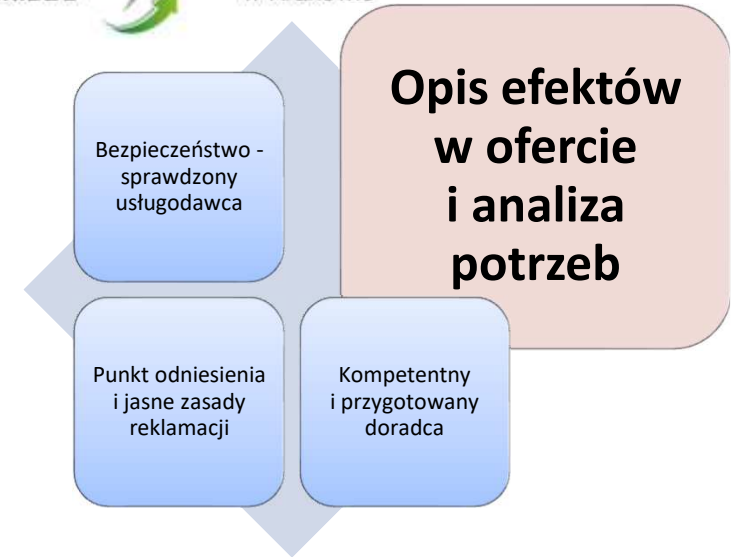 Bezpieczeństwo -
sprawdzony
usługodawca
Opis efektów
w ofercie
i analiza
potrzeb
Punkt odniesienia
i jasne zasady
reklamacji
Kompetentny
i przygotowany
doradca